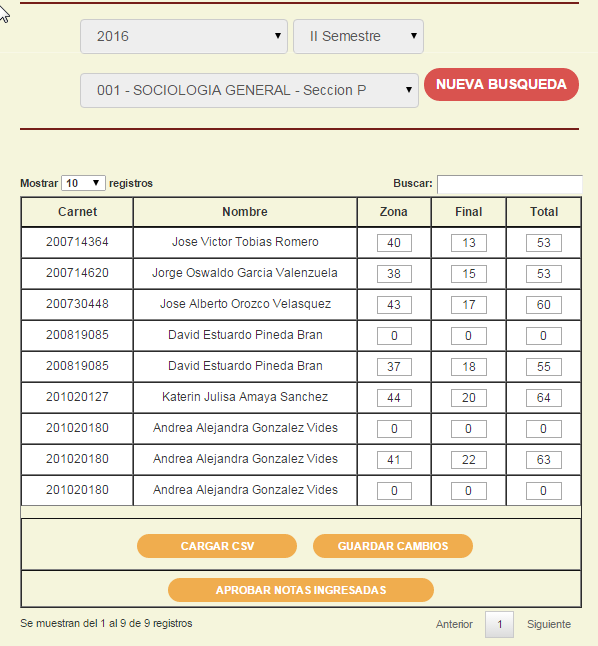 2016 II Semestre
001 - SOCIOLOGIA GENERAL - Seccion P NUEVA BUSQUEDA
Mostrar 10 registros Buscar:
Carnet Nombre Zona Final Total
200714364 Jose Victor Tobias Romero 40 13 53
200714620 Jorge Oswaldo Garcia Valenzuela 38 15 53
200730448 Jose Alberto Orozco Velasquez 43 17 60
200819085 David Estuardo Pineda Bran 0 0 0
200819085 David Estuardo Pineda Bran 37 18 55
201020127 Katerin Julisa Amaya Sanchez 44 20 64
201020180 Andrea Alejandra Gonzalez Vides 0 0 0
201020180 Andrea Alejandra Gonzalez Vides 41 22 63
201020180 Andrea Alejandra Gonzalez Vides 0 0 0
CARGAR CSV GUARDAR CAMBIOS
APROBAR NOTAS INGRESADAS
Se muestran del 1 al 9 de 9 registros Anterior 1 Siguiente